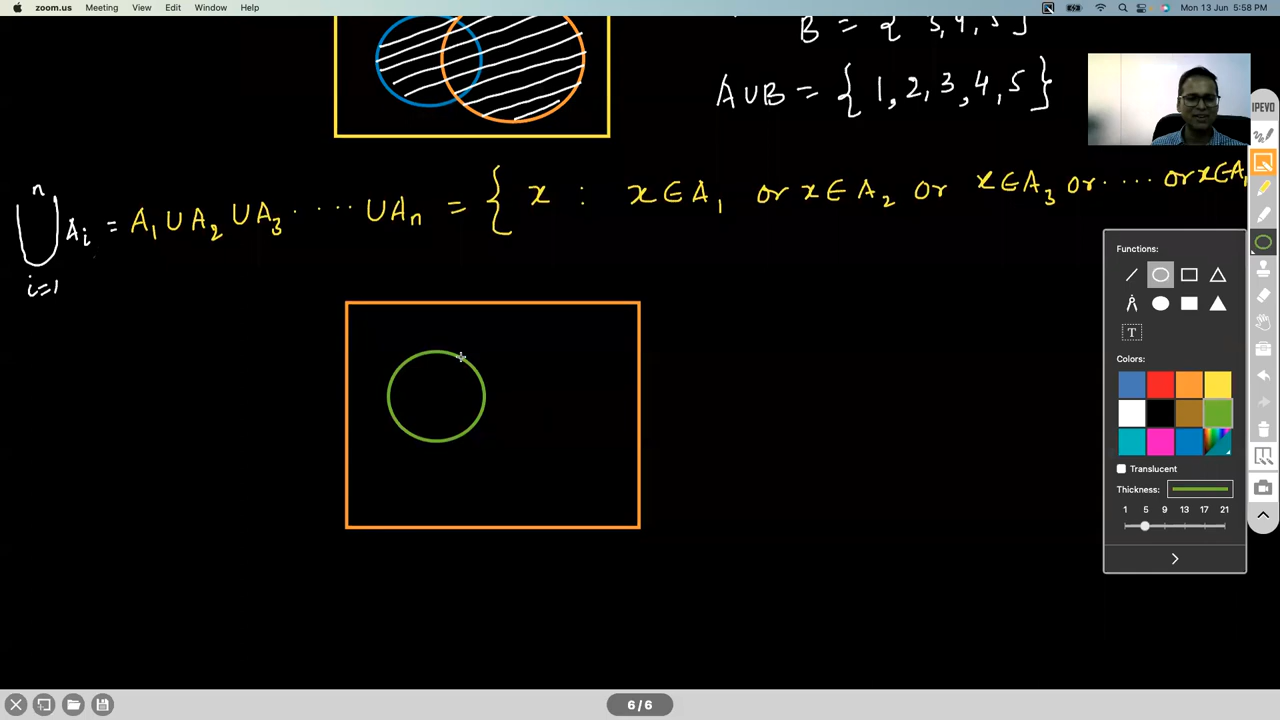 zoom.us Meeting View Edit Window Help Mon 13 Jun 5:58 PM
B = { 3, 4, 5 }
A∪B = { 1, 2, 3, 4, 5 }
IPEVO
n
⋃ Ai = A1 ∪ A2 ∪ A3 ..... ∪ An = { x : x ∈ A1 or x ∈ A2 or x ∈ A3 or ..... or x ∈ A
i=1
Functions:
T
Colors:
Translucent
Thickness:
1 5 9 13 17 21
6 / 6